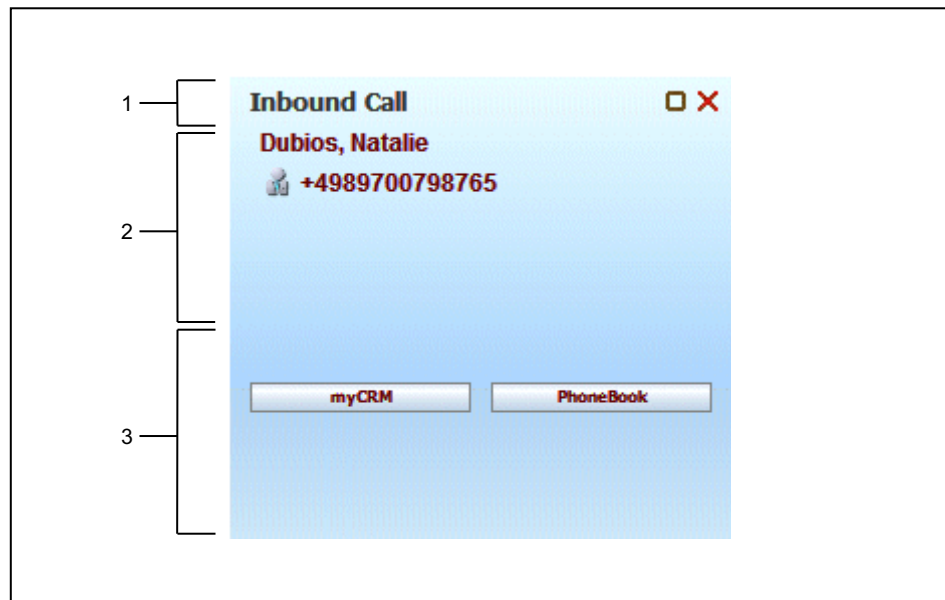 1
Inbound Call
Dubios, Natalie
+4989700798765
2
myCRM PhoneBook
3